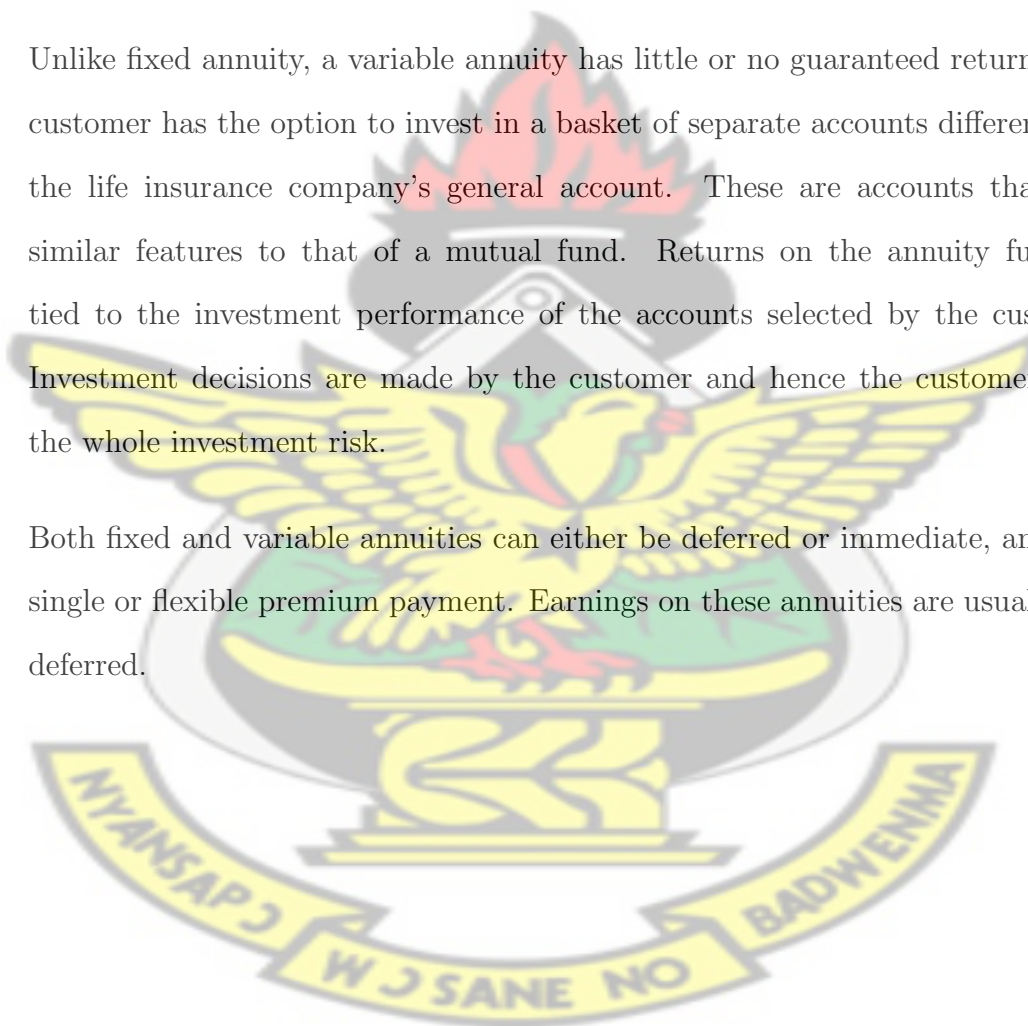 Unlike fixed annuity, a variable annuity has little or no guaranteed return
customer has the option to invest in a basket of separate accounts differen
the life insurance company's general account. These are accounts tha
similar features to that of a mutual fund. Returns on the annuity fu
tied to the investment performance of the accounts selected by the cus
Investment decisions are made by the customer and hence the customer
the whole investment risk.
Both fixed and variable annuities can either be deferred or immediate, an
single or flexible premium payment. Earnings on these annuities are usual
deferred.
NYANSAPƆ WƆSANE NO BADWENMA